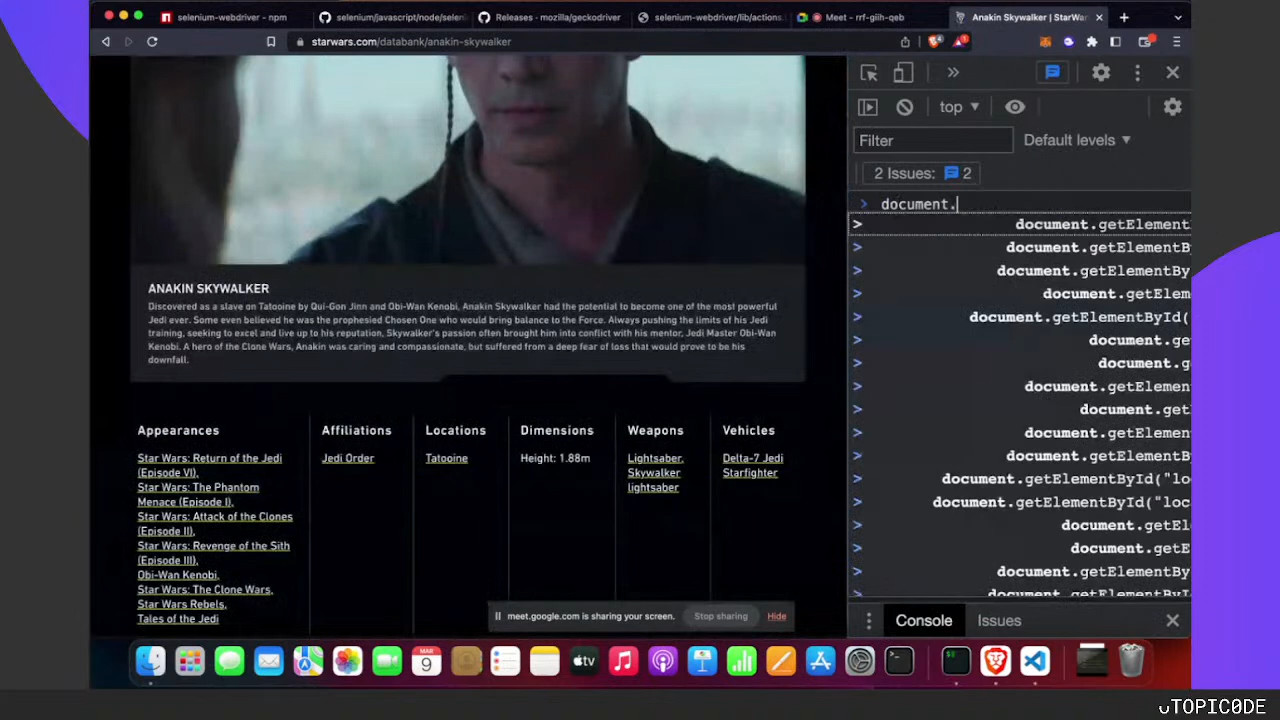 selenium-webdriver - npm
selenium/javascript/node/selen
Releases · mozilla/geckodriver
selenium-webdriver/lib/actions.
Meet - rrf-giih-qeb
Anakin Skywalker | StarWar
starwars.com/databank/anakin-skywalker
top
Filter
Default levels
2 Issues: 2
> document.
> document.getElement
> document.getElementB
> document.getElementBy
> document.getElem
> document.getElementById(
> document.ge
> document.g
> document.getElement
> document.get
> document.getElement
> document.getElementB
> document.getElementById("lo
> document.getElementById("loc
> document.getEl
> document.getE
> document.getElementBy
document.getElementById
ANAKIN SKYWALKER
Discovered as a slave on Tatooine by Qui-Gon Jinn and Obi-Wan Kenobi, Anakin Skywalker had the potential to become one of the most powerful
Jedi ever. Some even believed he was the prophesied Chosen One who would bring balance to the Force. Always pushing the limits of his Jedi
training, seeking to excel and live up to his reputation, Skywalker's passion often brought him into conflict with his mentor, Jedi Master Obi-Wan
Kenobi. A hero of the Clone Wars, Anakin was caring and compassionate, but suffered from a deep fear of loss that would prove to be his
downfall.
Appearances
Star Wars: Return of the Jedi
(Episode VI),
Star Wars: The Phantom
Menace (Episode I),
Star Wars: Attack of the Clones
(Episode II),
Star Wars: Revenge of the Sith
(Episode III),
Obi-Wan Kenobi,
Star Wars: The Clone Wars,
Star Wars Rebels,
Tales of the Jedi
Affiliations
Jedi Order
Locations
Tatooine
Dimensions
Height: 1.88m
Weapons
Lightsaber,
Skywalker
lightsaber
Vehicles
Delta-7 Jedi
Starfighter
meet.google.com is sharing your screen.
Stop sharing
Hide
Console
Issues
MAR
9
tv
uTOPIC0DE